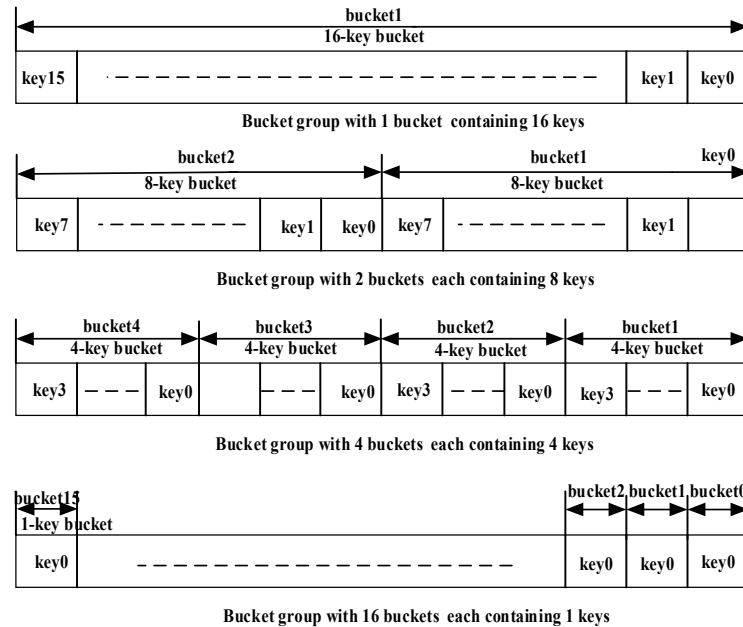 bucket1
16-key bucket
key15 key1 key0
Bucket group with 1 bucket containing 16 keys
bucket2 bucket1 key0
8-key bucket 8-key bucket
key7 key1 key0 key7 key1
Bucket group with 2 buckets each containing 8 keys
bucket4 bucket3 bucket2 bucket1
4-key bucket 4-key bucket 4-key bucket 4-key bucket
key3 key0 key0 key3 key0 key3 key0
Bucket group with 4 buckets each containing 4 keys
bucket15 bucket2 bucket1 bucket0
1-key bucket
key0 key0 key0 key0
Bucket group with 16 buckets each containing 1 keys